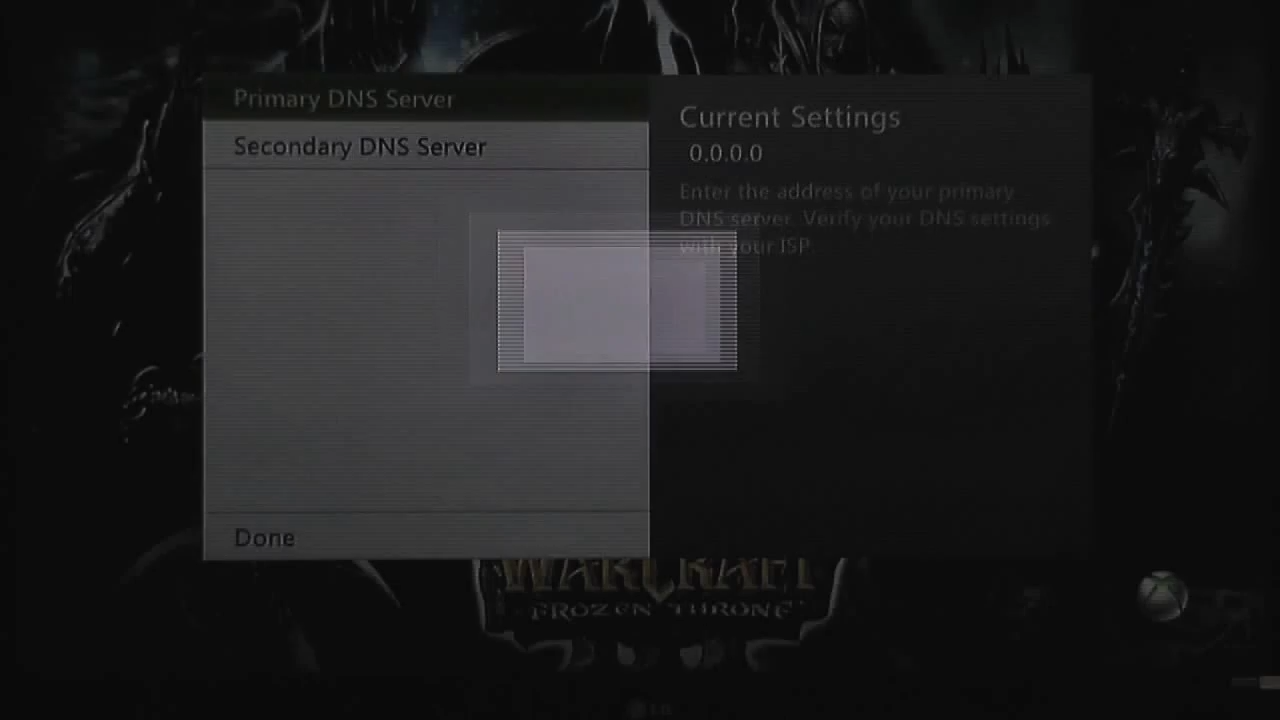 Primary DNS Server
Secondary DNS Server
Done
Current Settings
0.0.0.0
Enter the address of your primary
DNS server. Verify your DNS settings
with your ISP.
WARCRAFT
FROZEN THRONE